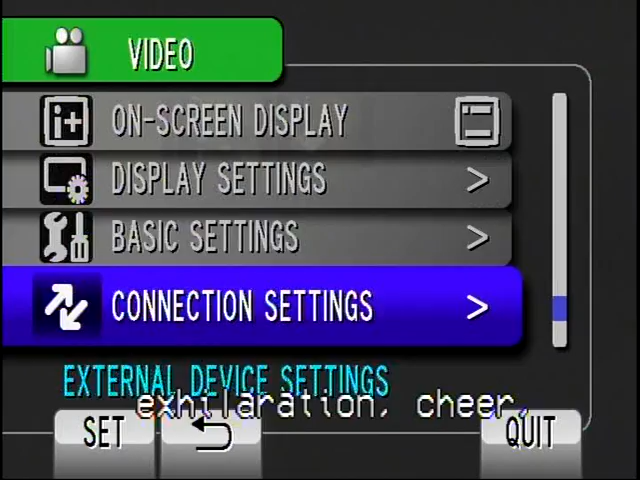 VIDEO
i+ ON-SCREEN DISPLAY
DISPLAY SETTINGS >
BASIC SETTINGS >
CONNECTION SETTINGS >
EXTERNAL DEVICE SETTINGS
exhilaration, cheer,
SET QUIT